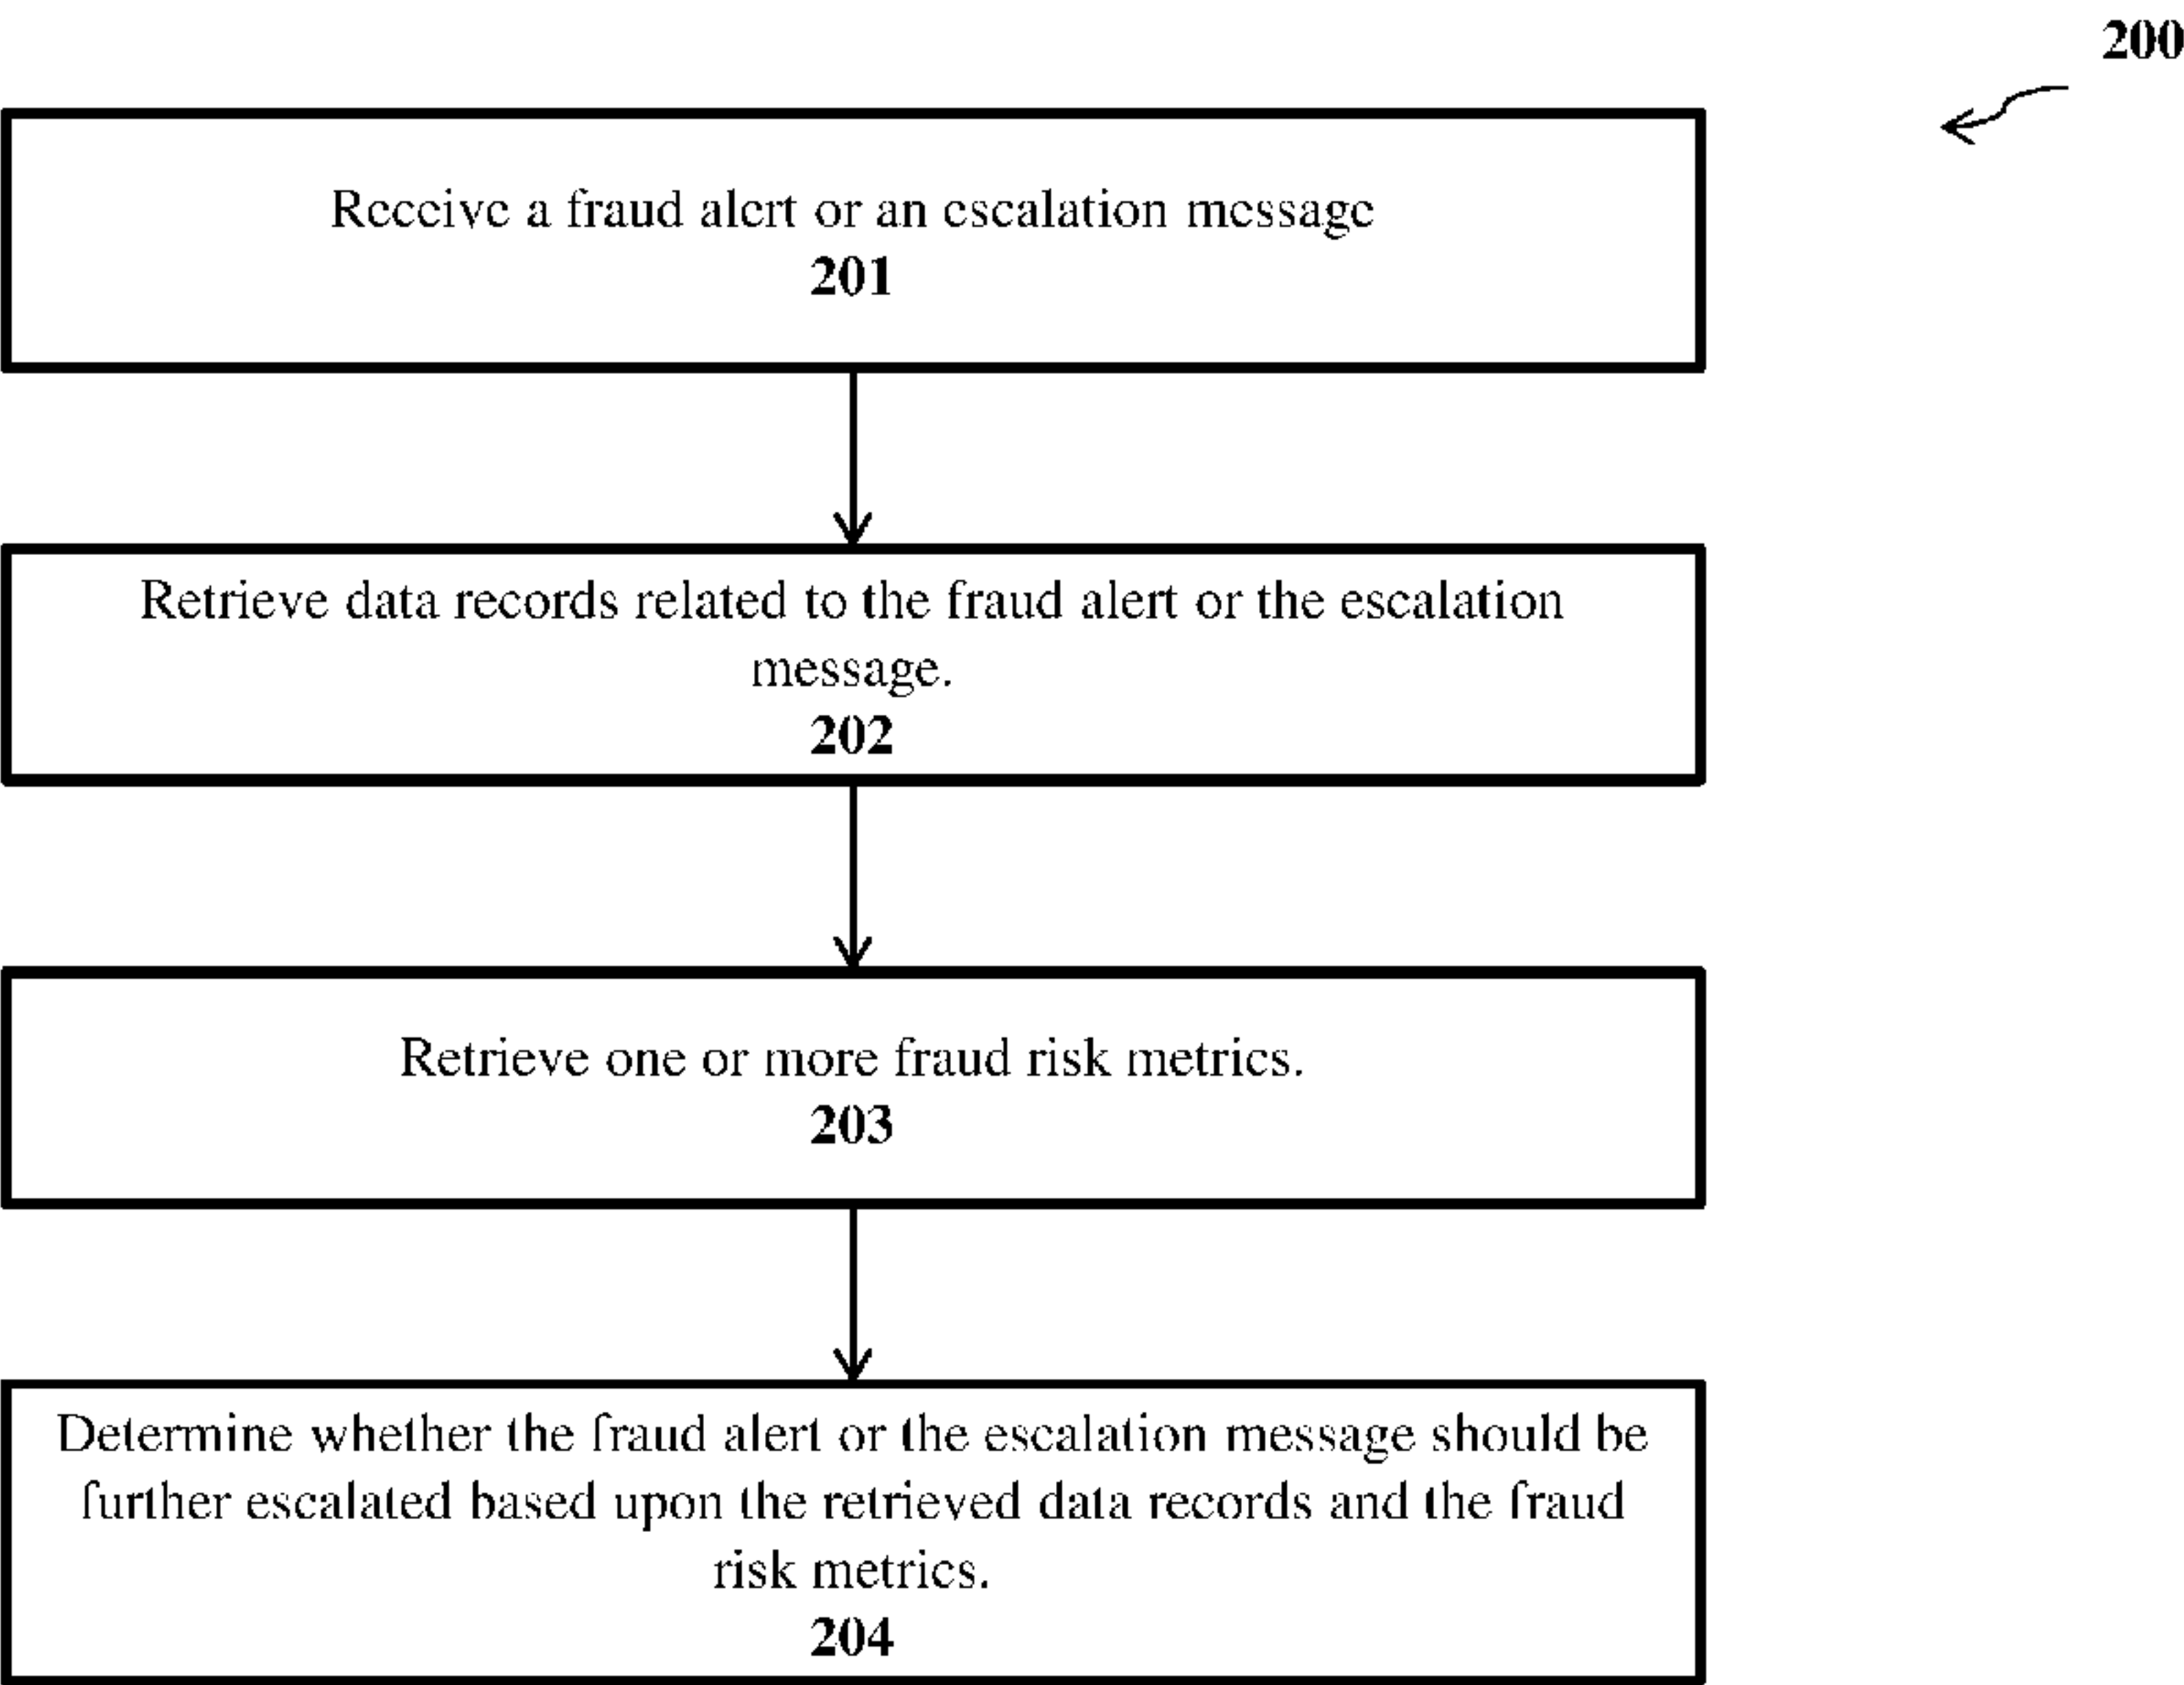 200
Receive a fraud alert or an escalation message
201
Retrieve data records related to the fraud alert or the escalation
message.
202
Retrieve one or more fraud risk metrics.
203
Determine whether the fraud alert or the escalation message should be
further escalated based upon the retrieved data records and the fraud
risk metrics.
204